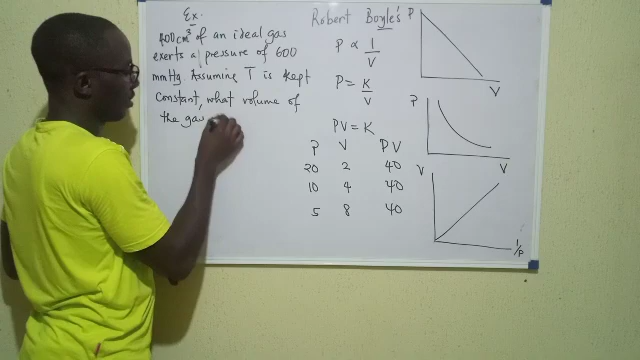 Ex.
400cm³ of an ideal gas
exerts a pressure of 600
mmHg. Assuming T is kept
Constant, what volume of
the gas
Robert Boyle's
P ∝ 1/V
P = K/V
PV = K
P V PV
20 2 40
10 4 40
5 8 40
P
V
P
V
V
1/P